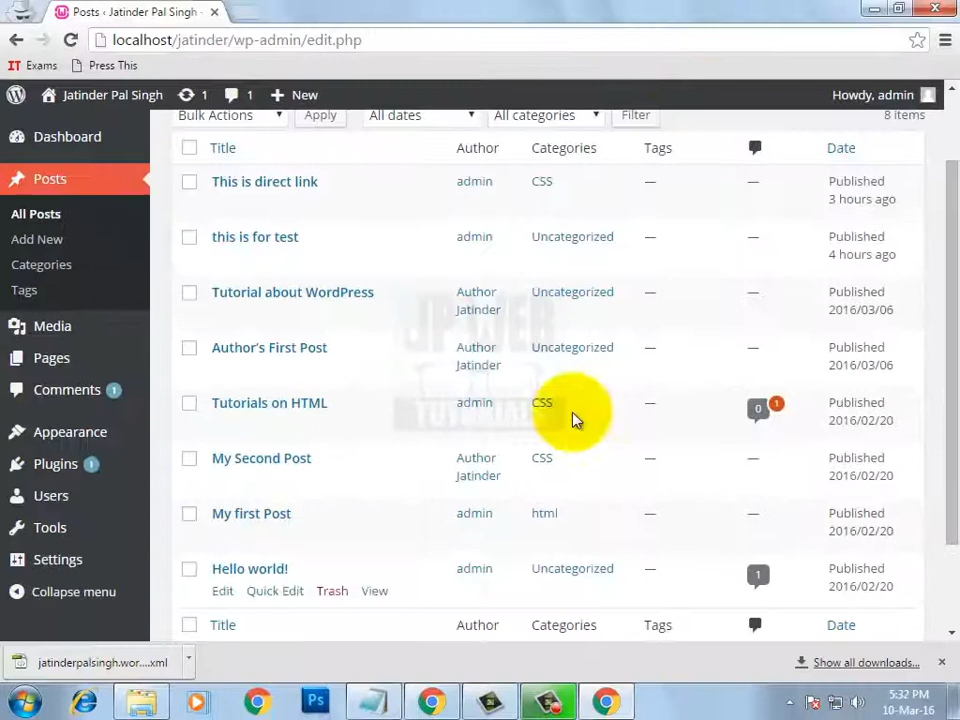 Posts ‹ Jatinder Pal Singh
localhost/jatinder/wp-admin/edit.php
IT Exams Press This
Jatinder Pal Singh 1 1 + New Howdy, admin
Bulk Actions Apply All dates All categories Filter 8 items
Dashboard
Posts
All Posts
Add New
Categories
Tags
Media
Pages
Comments 1
Appearance
Plugins 1
Users
Tools
Settings
Collapse menu
Title Author Categories Tags Date
This is direct link admin CSS — — Published
3 hours ago
this is for test admin Uncategorized — — Published
4 hours ago
Tutorial about WordPress Author Uncategorized — — Published
Jatinder 2016/03/06
Author's First Post Author Uncategorized — — Published
Jatinder 2016/03/06
Tutorials on HTML admin CSS — 0 1 Published
2016/02/20
My Second Post Author CSS — — Published
Jatinder 2016/02/20
My first Post admin html — — Published
2016/02/20
Hello world! admin Uncategorized — 1 Published
Edit Quick Edit Trash View 2016/02/20
Title Author Categories Tags Date
JP WEB
TUTORIALS
jatinderpalsingh.wor....xml Show all downloads...
Ps
5:32 PM
10-Mar-16